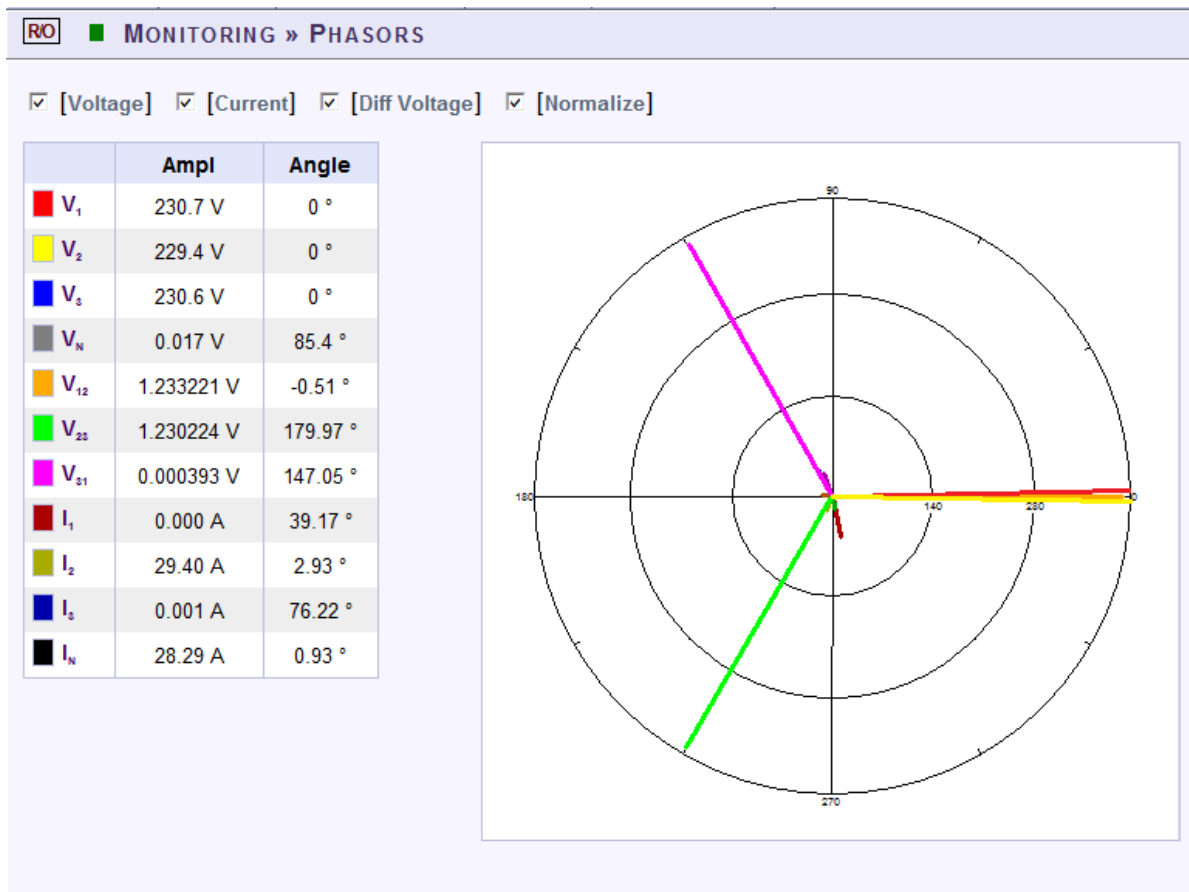 R/O MONITORING » PHASORS
[Voltage] [Current] [Diff Voltage] [Normalize]
Ampl Angle
V₁ 230.7 V 0 °
V₂ 229.4 V 0 °
V₃ 230.6 V 0 °
V_N 0.017 V 85.4 °
V₁₂ 1.233221 V -0.51 °
V₂₃ 1.230224 V 179.97 °
V₃₁ 0.000393 V 147.05 °
I₁ 0.000 A 39.17 °
I₂ 29.40 A 2.93 °
I₃ 0.001 A 76.22 °
I_N 28.29 A 0.93 °
90
180 140 280 0
270